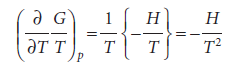 (∂/∂T G/T)_p = 1/T {−H/T} = −H/T²